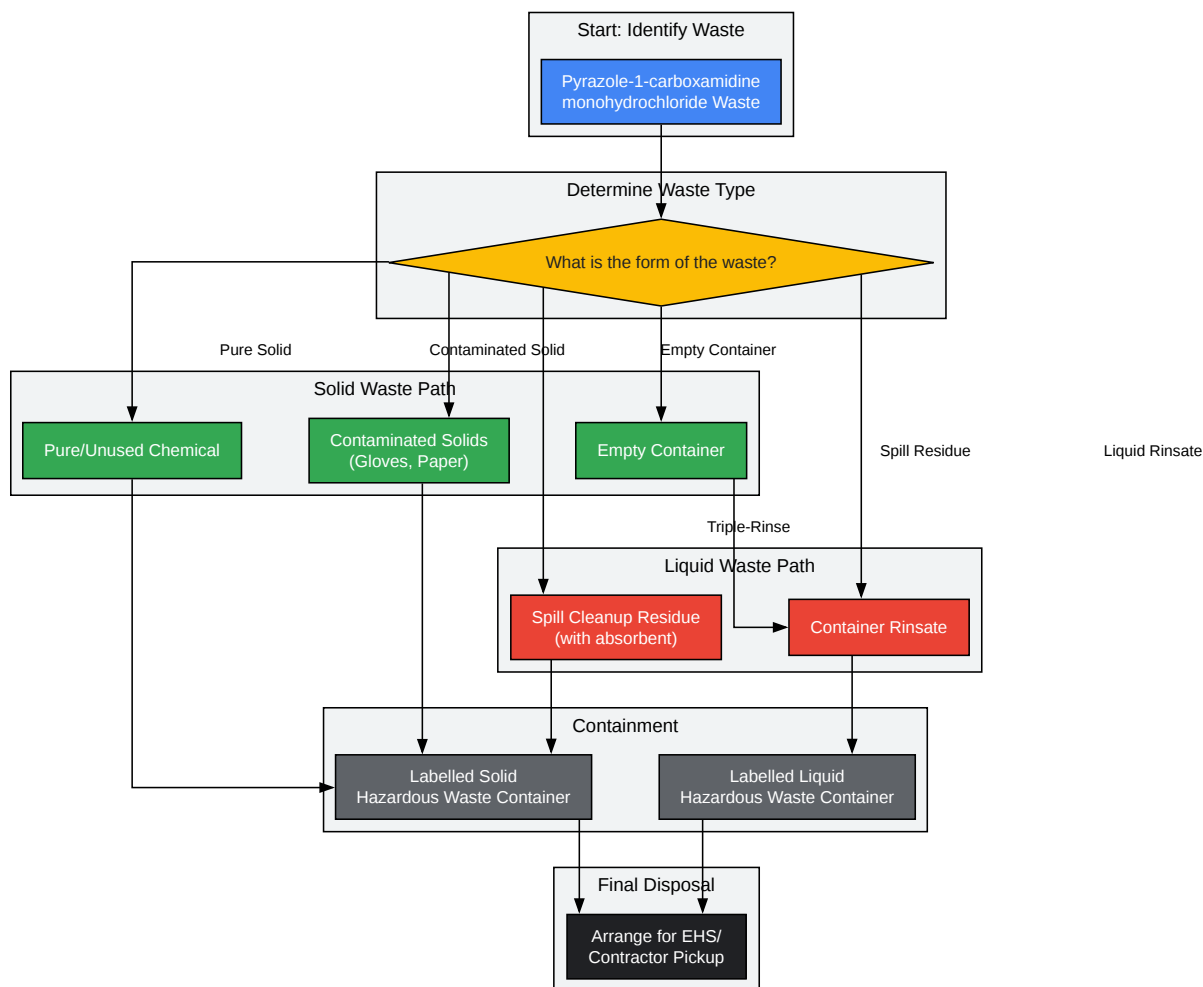 Start: Identify Waste
Pyrazole-1-carboxamidine
monohydrochloride Waste
Determine Waste Type
What is the form of the waste?
Pure Solid
Contaminated Solid
Empty Container
Solid Waste Path
Pure/Unused Chemical
Contaminated Solids
(Gloves, Paper)
Empty Container
Spill Residue
Liquid Rinsate
Triple-Rinse
Liquid Waste Path
Spill Cleanup Residue
(with absorbent)
Container Rinsate
Containment
Labelled Solid
Hazardous Waste Container
Labelled Liquid
Hazardous Waste Container
Final Disposal
Arrange for EHS/
Contractor Pickup